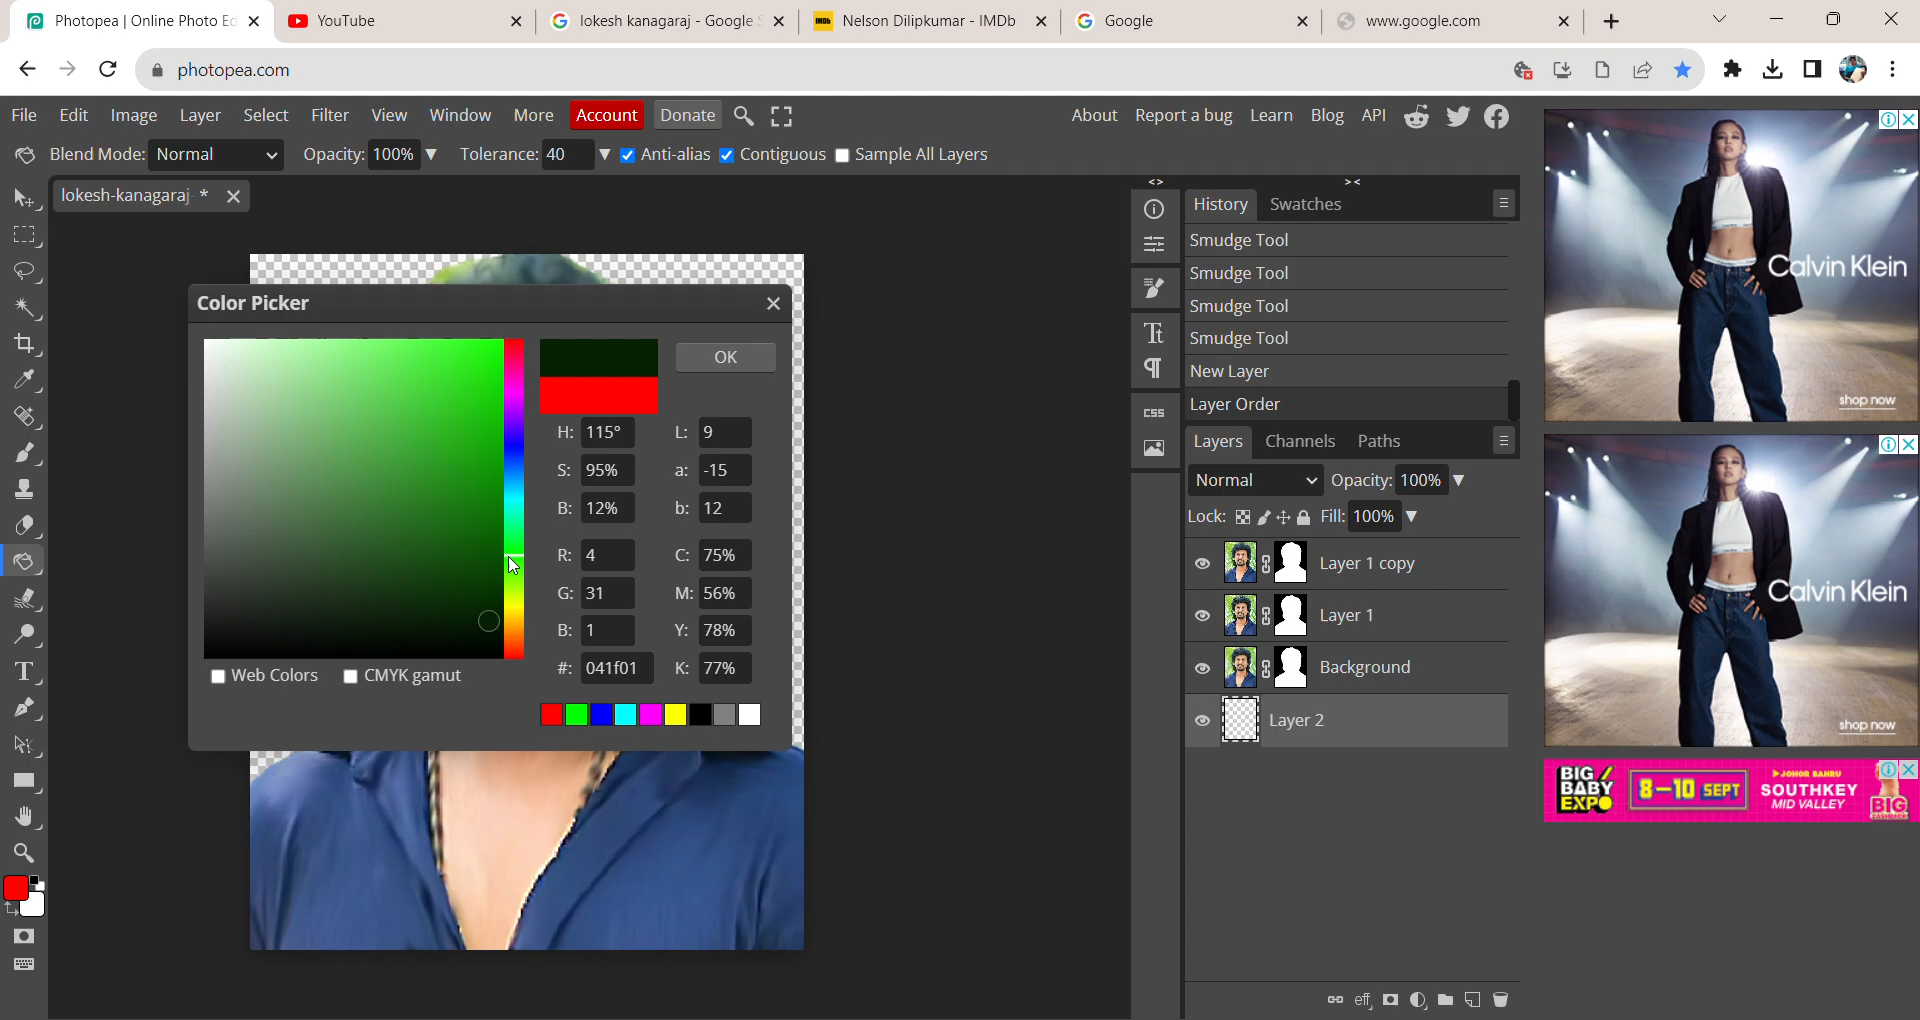 Photopea | Online Photo Ed
YouTube
lokesh kanagaraj - Google S
IMDb Nelson Dilipkumar - IMDb
Google
www.google.com
photopea.com
File Edit Image Layer Select Filter View Window More Account Donate
About Report a bug Learn Blog API
Blend Mode: Normal Opacity: 100% Tolerance: 40 Anti-alias Contiguous Sample All Layers
lokesh-kanagaraj- *
Color Picker
OK
H: 115° L: 9
S: 95% a: -15
B: 12% b: 12
R: 4 C: 75%
G: 31 M: 56%
B: 1 Y: 78%
#: 041f01 K: 77%
Web Colors CMYK gamut
<> ><
History Swatches
Smudge Tool
Smudge Tool
Smudge Tool
Smudge Tool
New Layer
Layer Order
CSS
Layers Channels Paths
Normal Opacity: 100%
Lock: Fill: 100%
Layer 1 copy
Layer 1
Background
Layer 2
eff
Calvin Klein
shop now
Calvin Klein
shop now
BIG BABY EXPO
8–10 SEPT
JOHOR BAHRU
SOUTHKEY
MID VALLEY
BIG